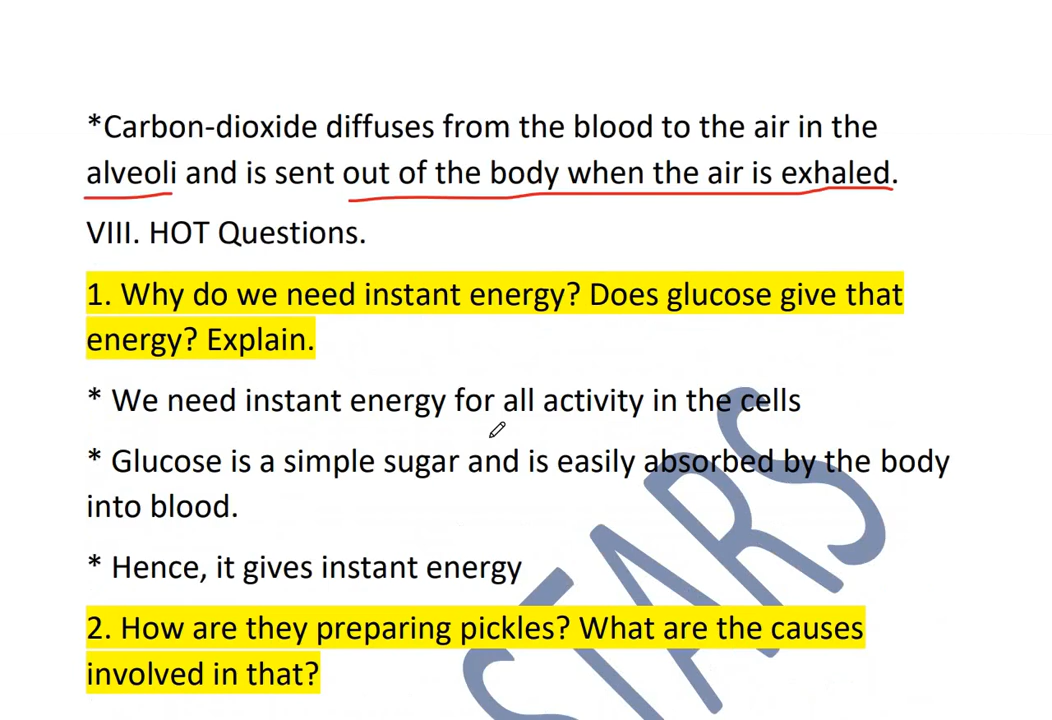 *Carbon-dioxide diffuses from the blood to the air in the
alveoli and is sent out of the body when the air is exhaled.
VIII. HOT Questions.
1. Why do we need instant energy? Does glucose give that
energy? Explain.
* We need instant energy for all activity in the cells
* Glucose is a simple sugar and is easily absorbed by the body
into blood.
* Hence, it gives instant energy
2. How are they preparing pickles? What are the causes
involved in that?
STARS